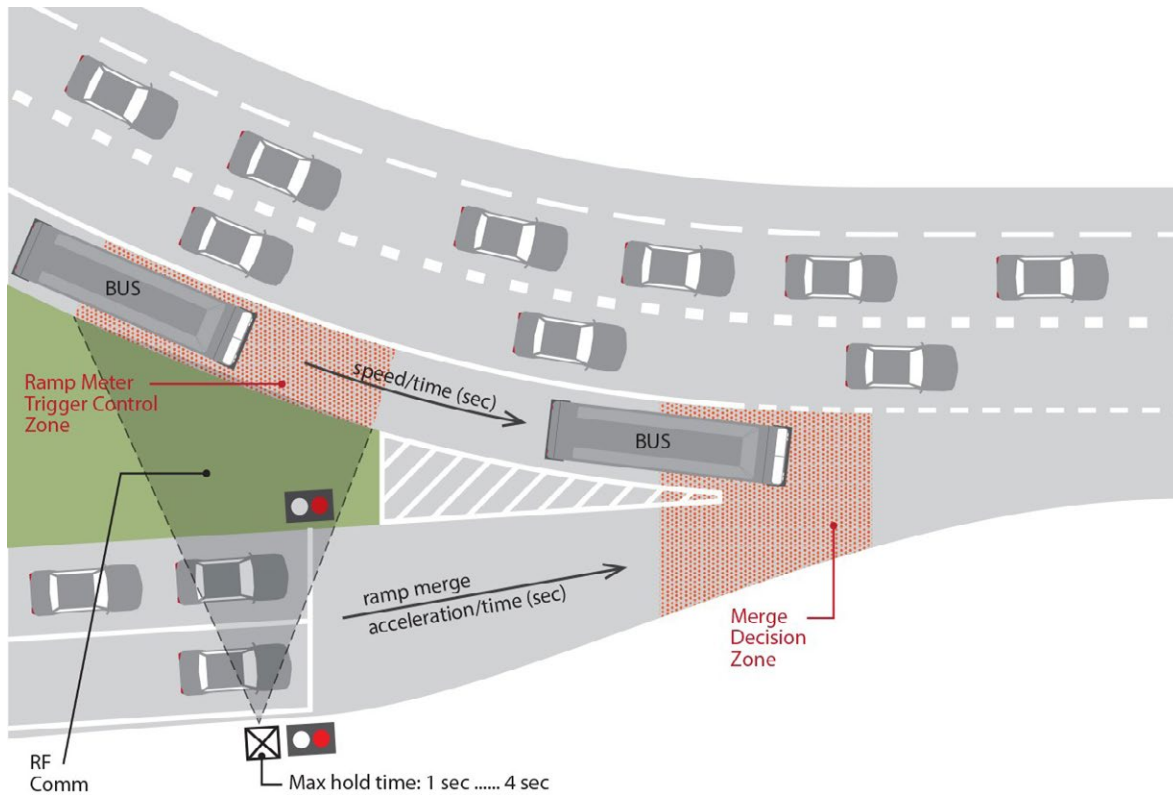 BUS
Ramp Meter
Trigger Control
Zone
speed/time (sec)
BUS
ramp merge
acceleration/time (sec)
Merge
Decision
Zone
RF
Comm
Max hold time: 1 sec ...... 4 sec